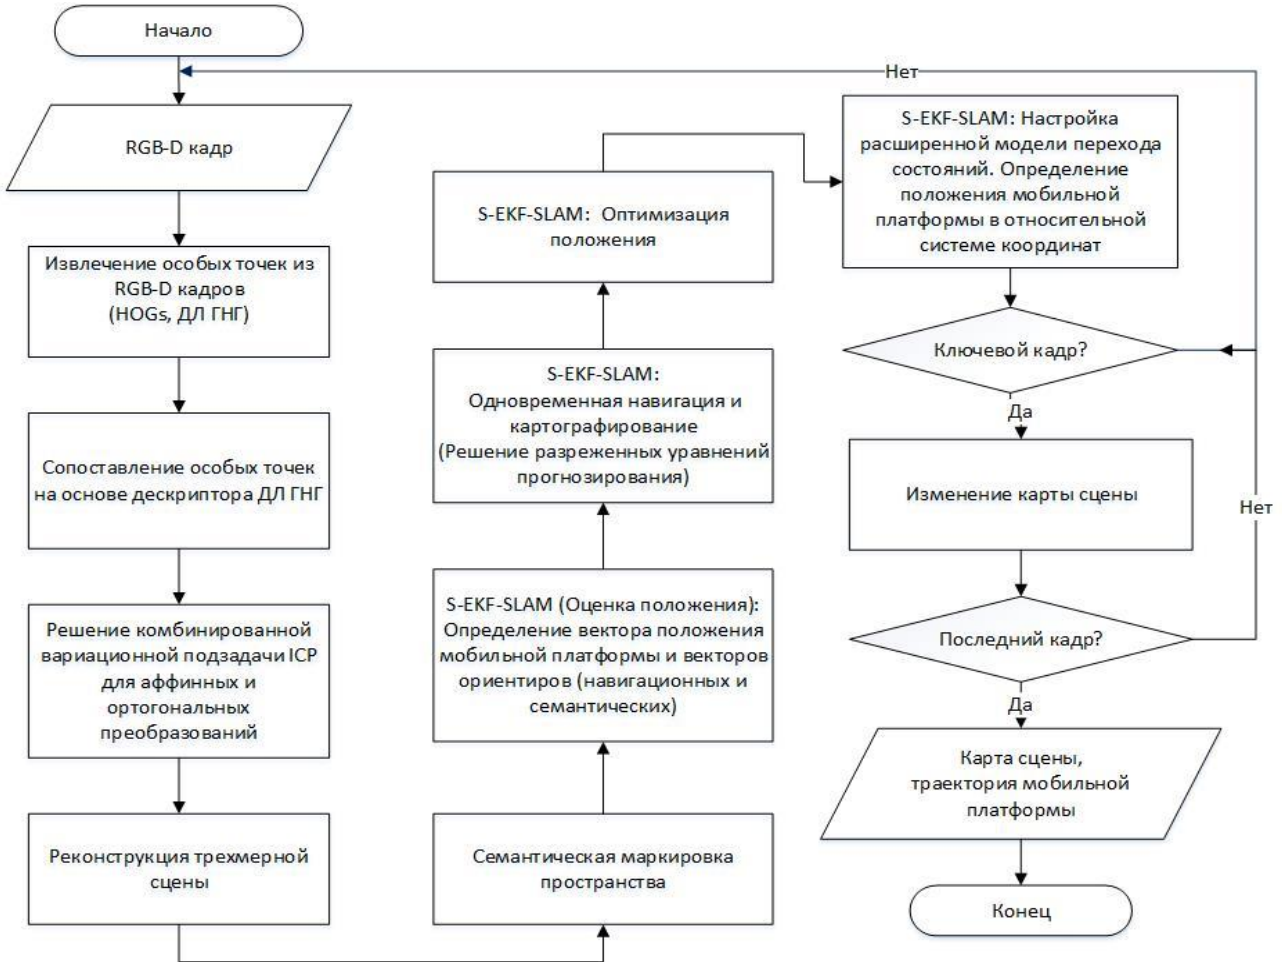 Начало
RGB-D кадр
Извлечение особых точек из
RGB-D кадров
(HOGs, ДЛ ГНГ)
Сопоставление особых точек
на основе дескриптора ДЛ ГНГ
Решение комбинированной
вариационной подзадачи ICP
для аффинных и
ортогональных
преобразований
Реконструкция трехмерной
сцены
Семантическая маркировка
пространства
S-EKF-SLAM (Оценка положения):
Определение вектора положения
мобильной платформы и векторов
ориентиров (навигационных и
семантических)
S-EKF-SLAM:
Одновременная навигация и
картографирование
(Решение разреженных уравнений
прогнозирования)
S-EKF-SLAM: Оптимизация
положения
S-EKF-SLAM: Настройка
расширенной модели перехода
состояний. Определение
положения мобильной
платформы в относительной
системе координат
Ключевой кадр?
Нет
Да
Изменение карты сцены
Последний кадр?
Нет
Да
Карта сцены,
траектория мобильной
платформы
Конец